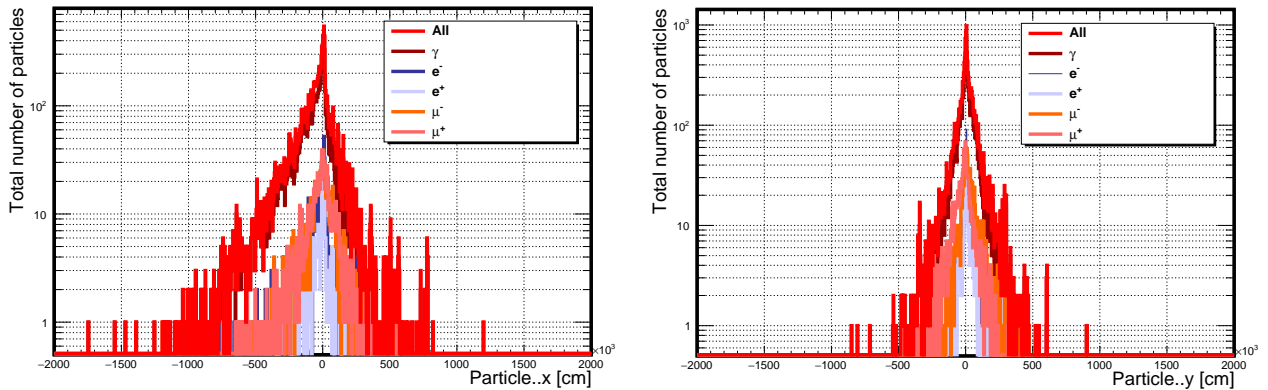 Total number of particles
10²
10
1
All
γ
e⁻
e⁺
μ⁻
μ⁺
−2000 −1500 −1000 −500 0 500 1000 1500 2000
×10³
Particle..x [cm]
Total number of particles
10³
10²
10
1
All
γ
e⁻
e⁺
μ⁻
μ⁺
−2000 −1500 −1000 −500 0 500 1000 1500 2000
×10³
Particle..y [cm]